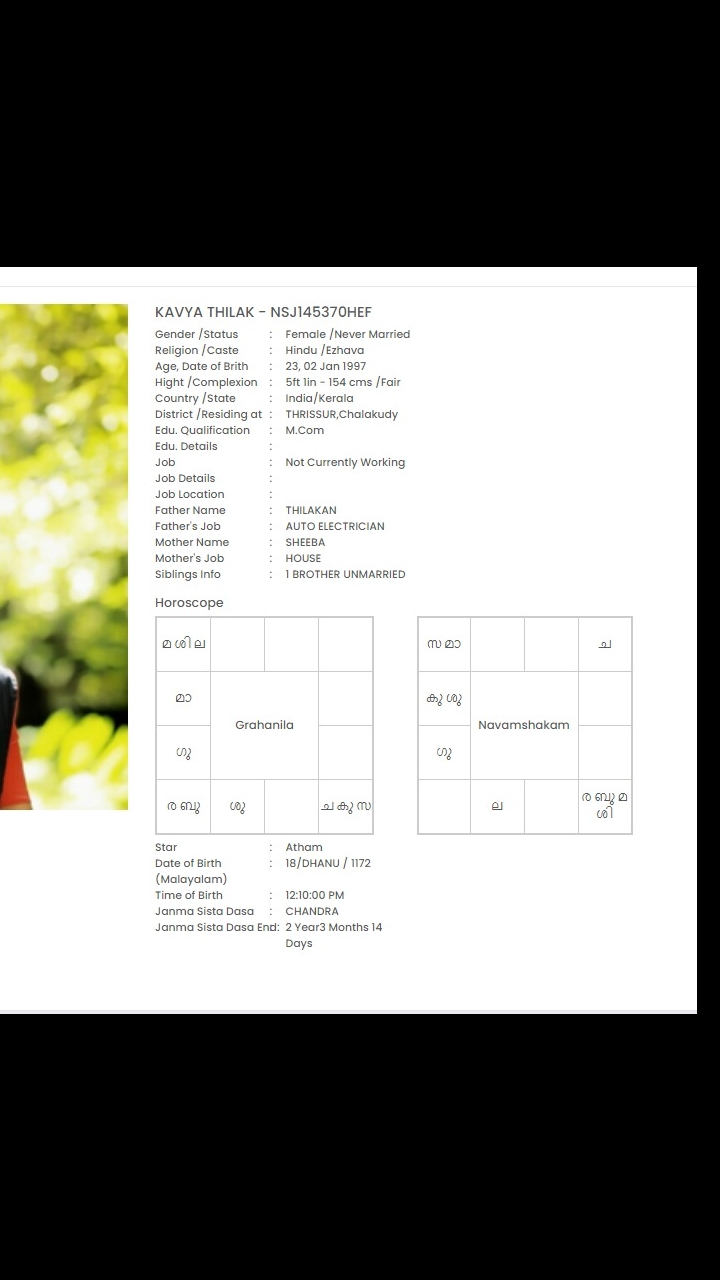 KAVYA THILAK - NSJ145370HEF
Gender /Status : Female /Never Married
Religion /Caste : Hindu /Ezhava
Age, Date of Brith : 23, 02 Jan 1997
Hight /Complexion : 5ft 1in - 154 cms /Fair
Country /State : India/Kerala
District /Residing at : THRISSUR,Chalakudy
Edu. Qualification : M.Com
Edu. Details :
Job : Not Currently Working
Job Details :
Job Location :
Father Name : THILAKAN
Father's Job : AUTO ELECTRICIAN
Mother Name : SHEEBA
Mother's Job : HOUSE
Siblings Info : 1 BROTHER UNMARRIED
Horoscope
മ ശി ല
മാ
Grahanila
ഗു
ര ബു ശു ച കു സ
സ മാ ച
കു ശു
Navamshakam
ഗു
ല ര ബു മ
ശി
Star : Atham
Date of Birth : 18/DHANU / 1172
(Malayalam)
Time of Birth : 12:10:00 PM
Janma Sista Dasa : CHANDRA
Janma Sista Dasa End: 2 Year3 Months 14
Days